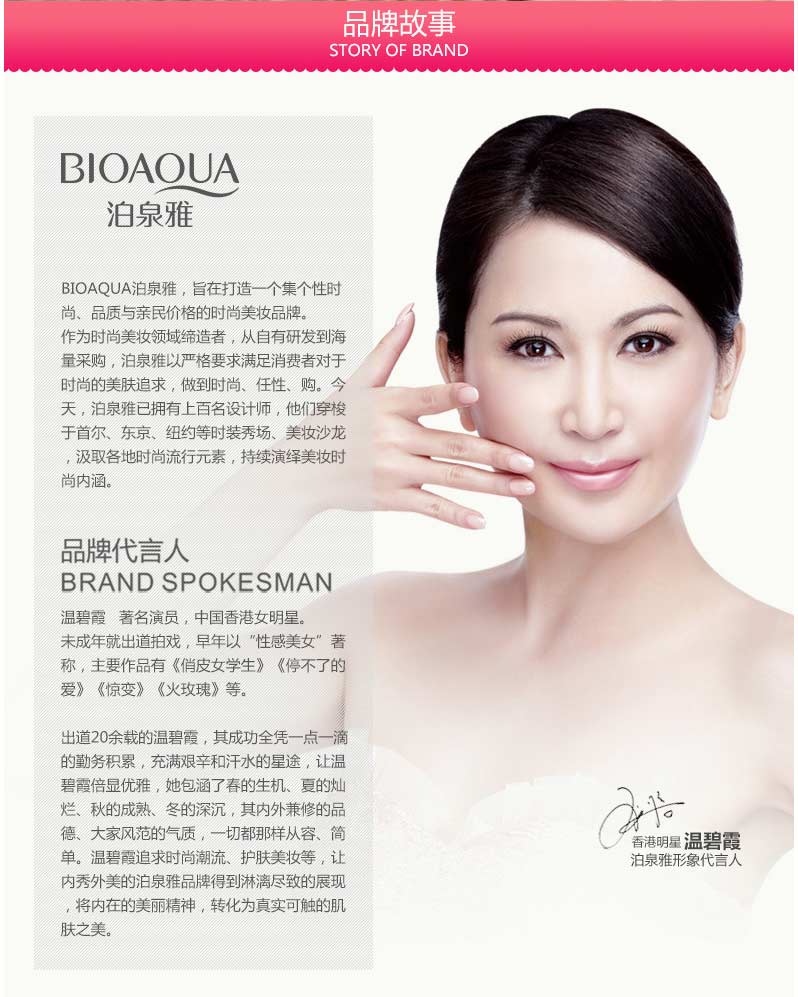 品牌故事
STORY OF BRAND
BIOAQUA
泊泉雅
BIOAQUA泊泉雅，旨在打造一个集个性时
尚、品质与亲民价格的时尚美妆品牌。
作为时尚美妆领域缔造者，从自有研发到海
量采购，泊泉雅以严格要求满足消费者对于
时尚的美肤追求，做到时尚、任性、购。今
天，泊泉雅已拥有上百名设计师，他们穿梭
于首尔、东京、纽约等时装秀场、美妆沙龙
，汲取各地时尚流行元素，持续演绎美妆时
尚内涵。
品牌代言人
BRAND SPOKESMAN
温碧霞 著名演员，中国香港女明星。
未成年就出道拍戏，早年以“性感美女”著
称，主要作品有《俏皮女学生》《停不了的
爱》《惊变》《火玫瑰》等。
出道20余载的温碧霞，其成功全凭一点一滴
的勤务积累，充满艰辛和汗水的星途，让温
碧霞倍显优雅，她包涵了春的生机、夏的灿
烂、秋的成熟、冬的深沉，其内外兼修的品
德、大家风范的气质，一切都那样从容、简
单。温碧霞追求时尚潮流、护肤美妆等，让
内秀外美的泊泉雅品牌得到淋漓尽致的展现
，将内在的美丽精神，转化为真实可触的肌
肤之美。
香港明星 温碧霞
泊泉雅形象代言人